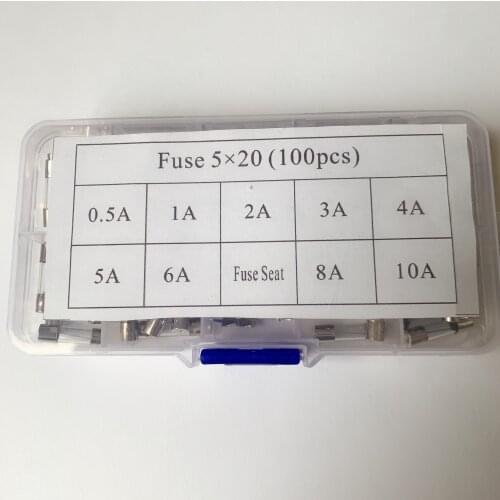 Fuse 5×20 (100pcs)
0.5A 1A 2A 3A 4A
5A 6A Fuse Seat 8A 10A